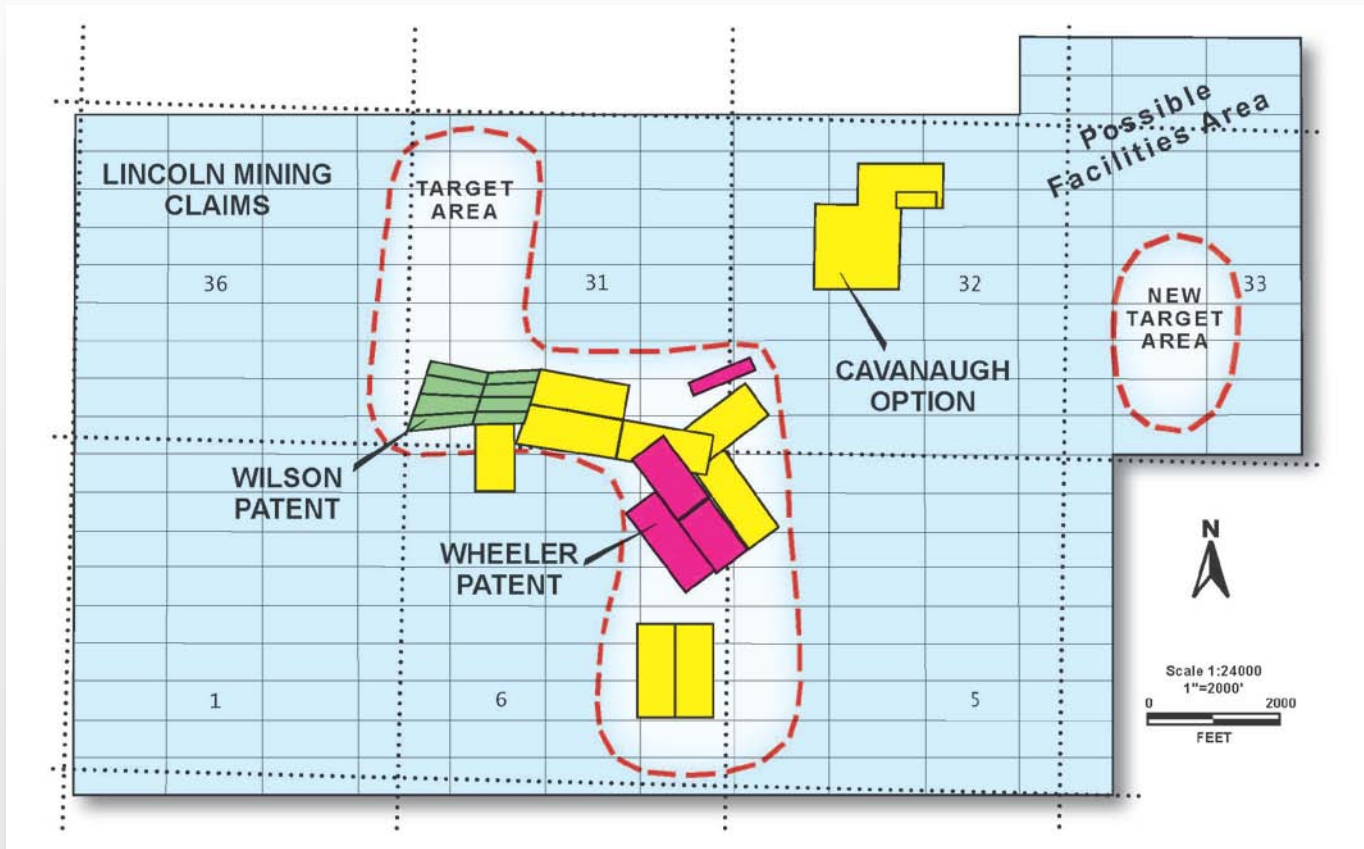 Possible
Facilities Area
LINCOLN MINING
CLAIMS
TARGET
AREA
36
31
32
33
NEW
TARGET
AREA
CAVANAUGH
OPTION
WILSON
PATENT
WHEELER
PATENT
N
1
6
5
Scale 1:24000
1"=2000'
0 2000
FEET